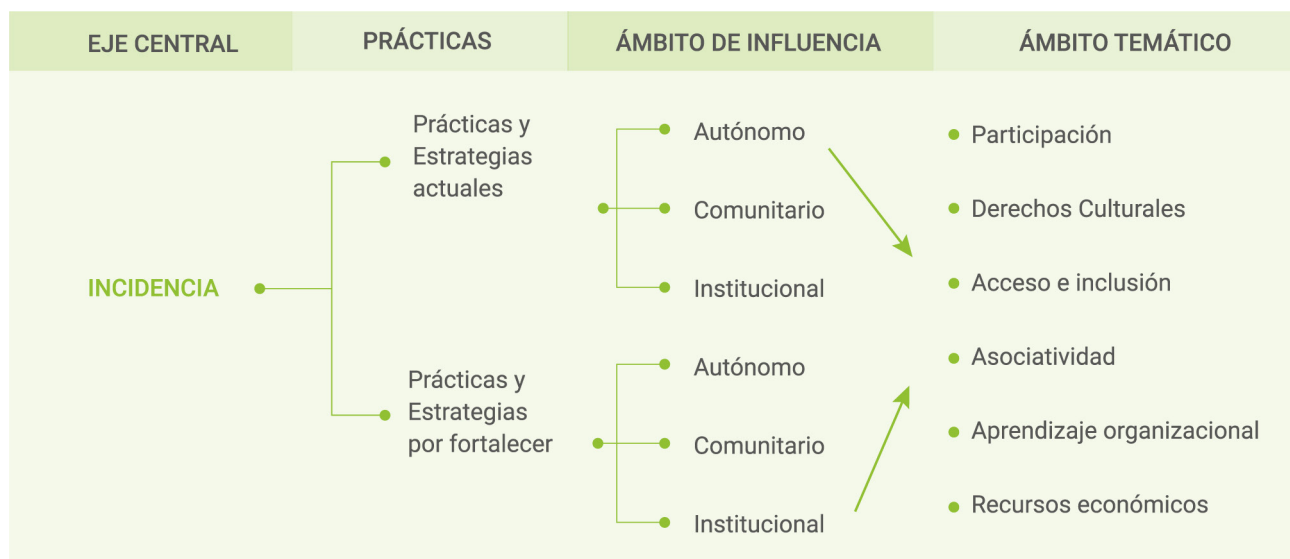 EJE CENTRAL
PRÁCTICAS
ÁMBITO DE INFLUENCIA
ÁMBITO TEMÁTICO
INCIDENCIA
Prácticas y
Estrategias
actuales
Prácticas y
Estrategias
por fortalecer
Autónomo
Comunitario
Institucional
Autónomo
Comunitario
Institucional
Participación
Derechos Culturales
Acceso e inclusión
Asociatividad
Aprendizaje organizacional
Recursos económicos